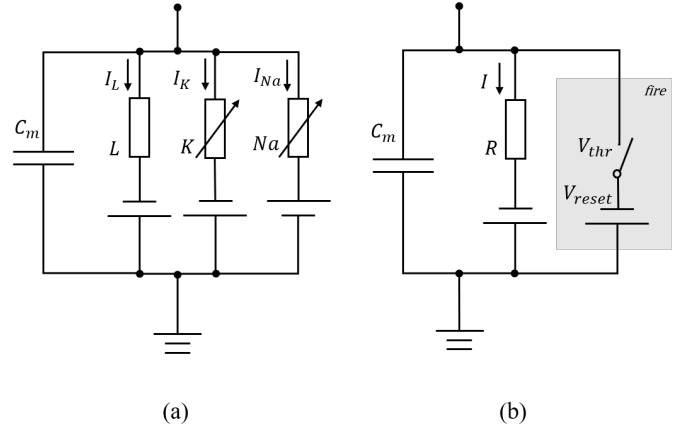 I_L I_K I_Na
C_m L K Na
(a)
fire
I
C_m R V_thr
V_reset
(b)